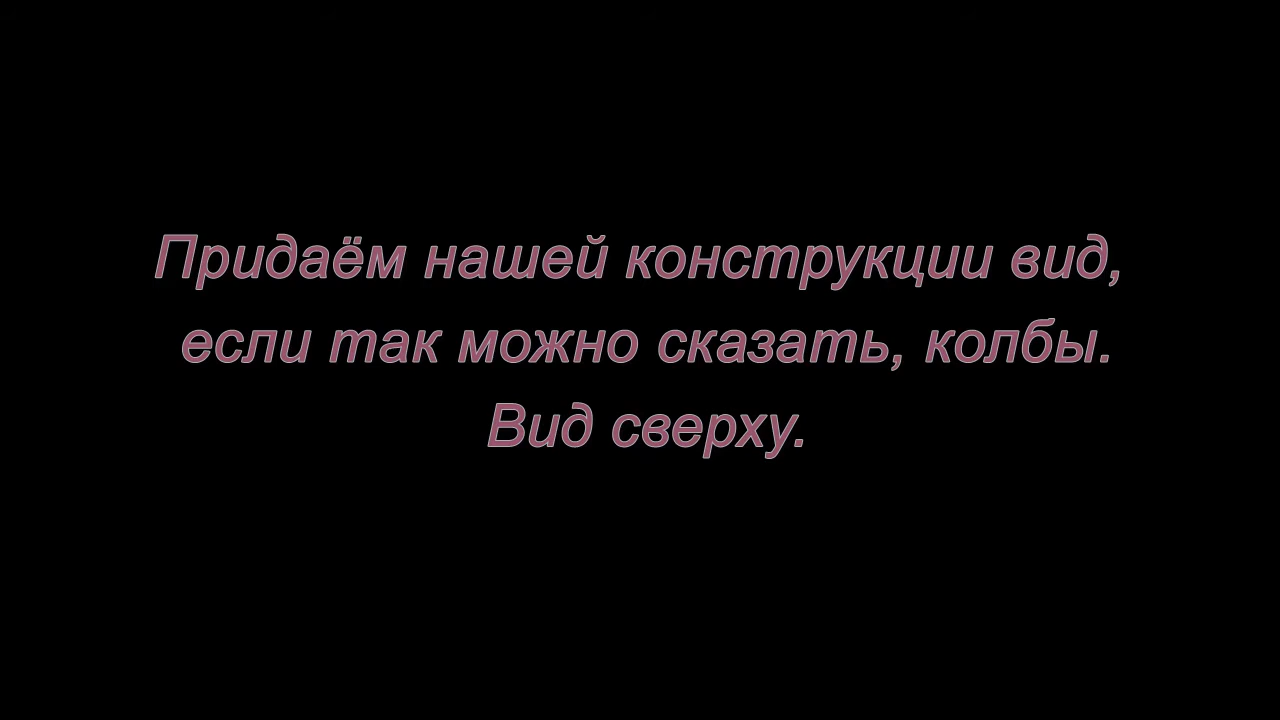 Придаём нашей конструкции вид,
если так можно сказать, колбы.
Вид сверху.